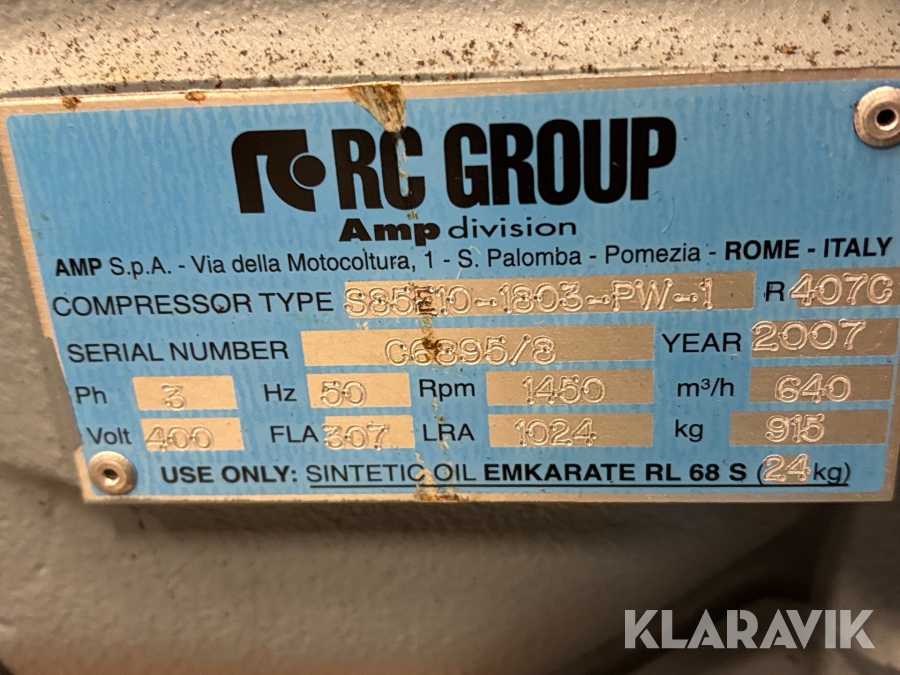 RC GROUP
Amp division
AMP S.p.A. - Via della Motocoltura, 1 - S. Palomba - Pomezia - ROME - ITALY
COMPRESSOR TYPE S85E10-1803-PW-1 R 407C
SERIAL NUMBER C6895/8 YEAR 2007
Ph 3 Hz 50 Rpm 1450 m³/h 640
Volt 400 FLA 307 LRA 1024 kg 915
USE ONLY: SINTETIC OIL EMKARATE RL 68 S (24 kg)
KLARAVIK